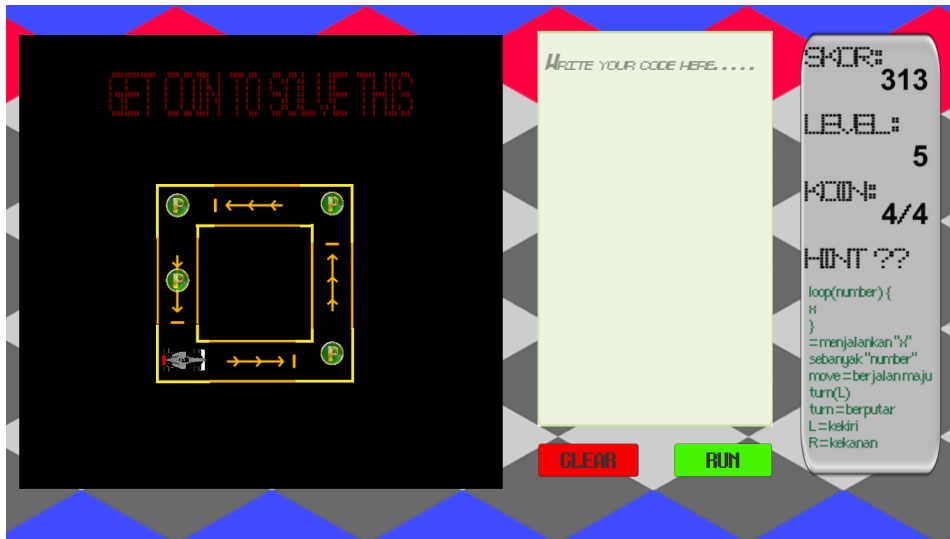 GET COIN TO SOLVE THIS
P
P
P
P
Write your code here.....
CLEAR
RUN
SKOR:
313
LEVEL:
5
KOIN:
4/4
HINT ??
loop(number) {
x
}
=menjalankan "x"
sebanyak "number"
move=berjalan maju
turn(L)
turn=berputar
L=kekiri
R=kekanan